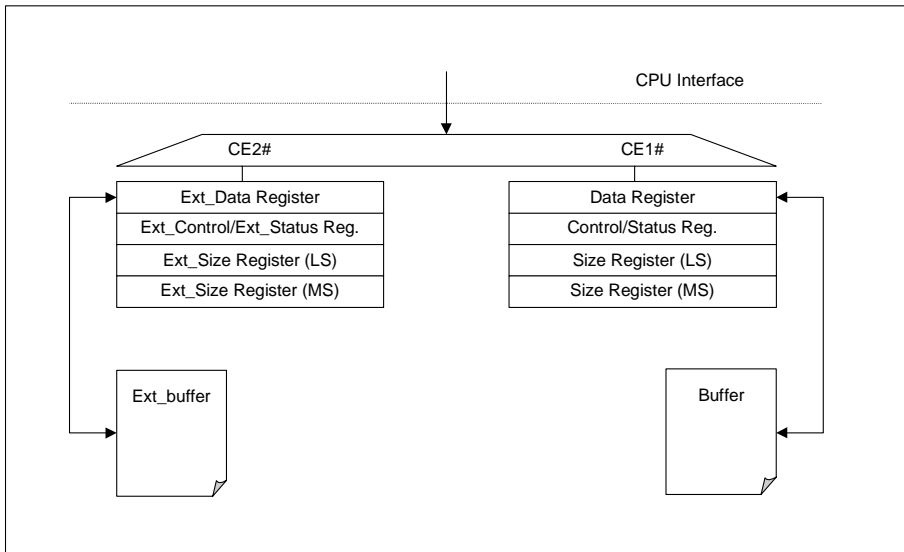 CPU Interface
CE2#
CE1#
Ext_Data Register
Data Register
Ext_Control/Ext_Status Reg.
Control/Status Reg.
Ext_Size Register (LS)
Size Register (LS)
Ext_Size Register (MS)
Size Register (MS)
Ext_buffer
Buffer